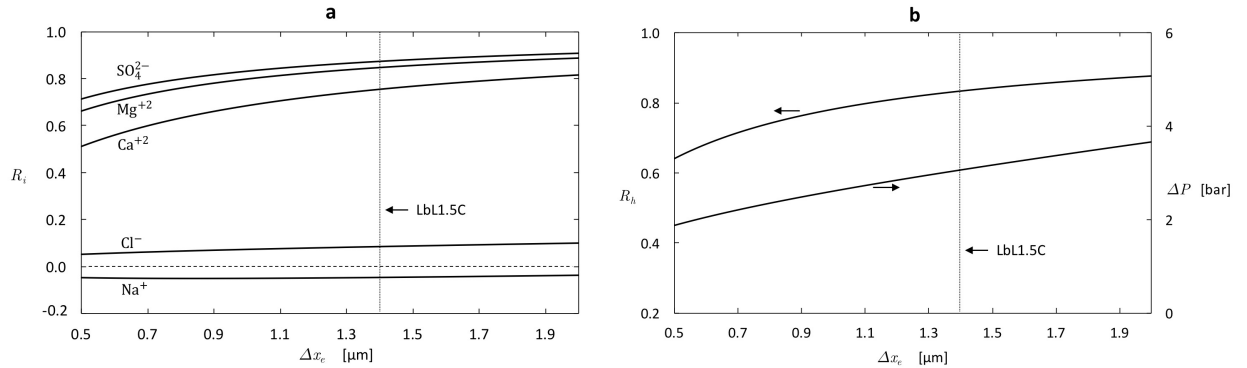 a
1.0
0.8
0.6
0.4
0.2
0.0
-0.2
R_i
SO₄²⁻
Mg⁺²
Ca⁺²
LbL1.5C
Cl⁻
Na⁺
0.5 0.7 0.9 1.1 1.3 1.5 1.7 1.9
Δx_e [µm]
b
1.0
0.8
0.6
0.4
0.2
R_h
6
4
2
0
ΔP [bar]
LbL1.5C
0.5 0.7 0.9 1.1 1.3 1.5 1.7 1.9
Δx_e [µm]